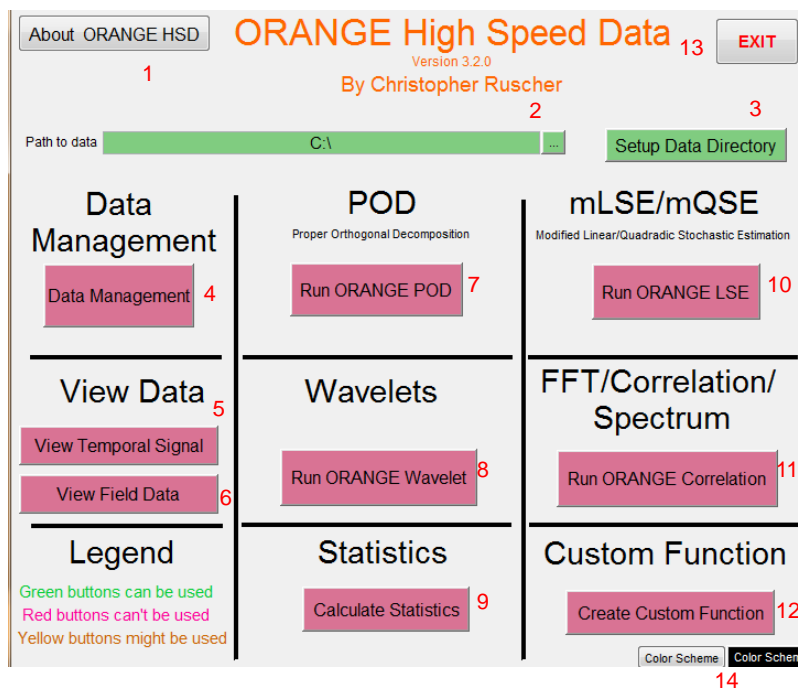 About ORANGE HSD
ORANGE High Speed Data
13
EXIT
Version 3.2.0
1
By Christopher Ruscher
2
3
Path to data
C:\
...
Setup Data Directory
Data
Management
Data Management
4
POD
Proper Orthogonal Decomposition
Run ORANGE POD
7
mLSE/mQSE
Modified Linear/Quadradic Stochastic Estimation
Run ORANGE LSE
10
View Data
5
View Temporal Signal
View Field Data
6
Wavelets
Run ORANGE Wavelet
8
FFT/Correlation/
Spectrum
Run ORANGE Correlation
11
Legend
Green buttons can be used
Red buttons can't be used
Yellow buttons might be used
Statistics
Calculate Statistics
9
Custom Function
Create Custom Function
12
Color Scheme
Color Schem
14